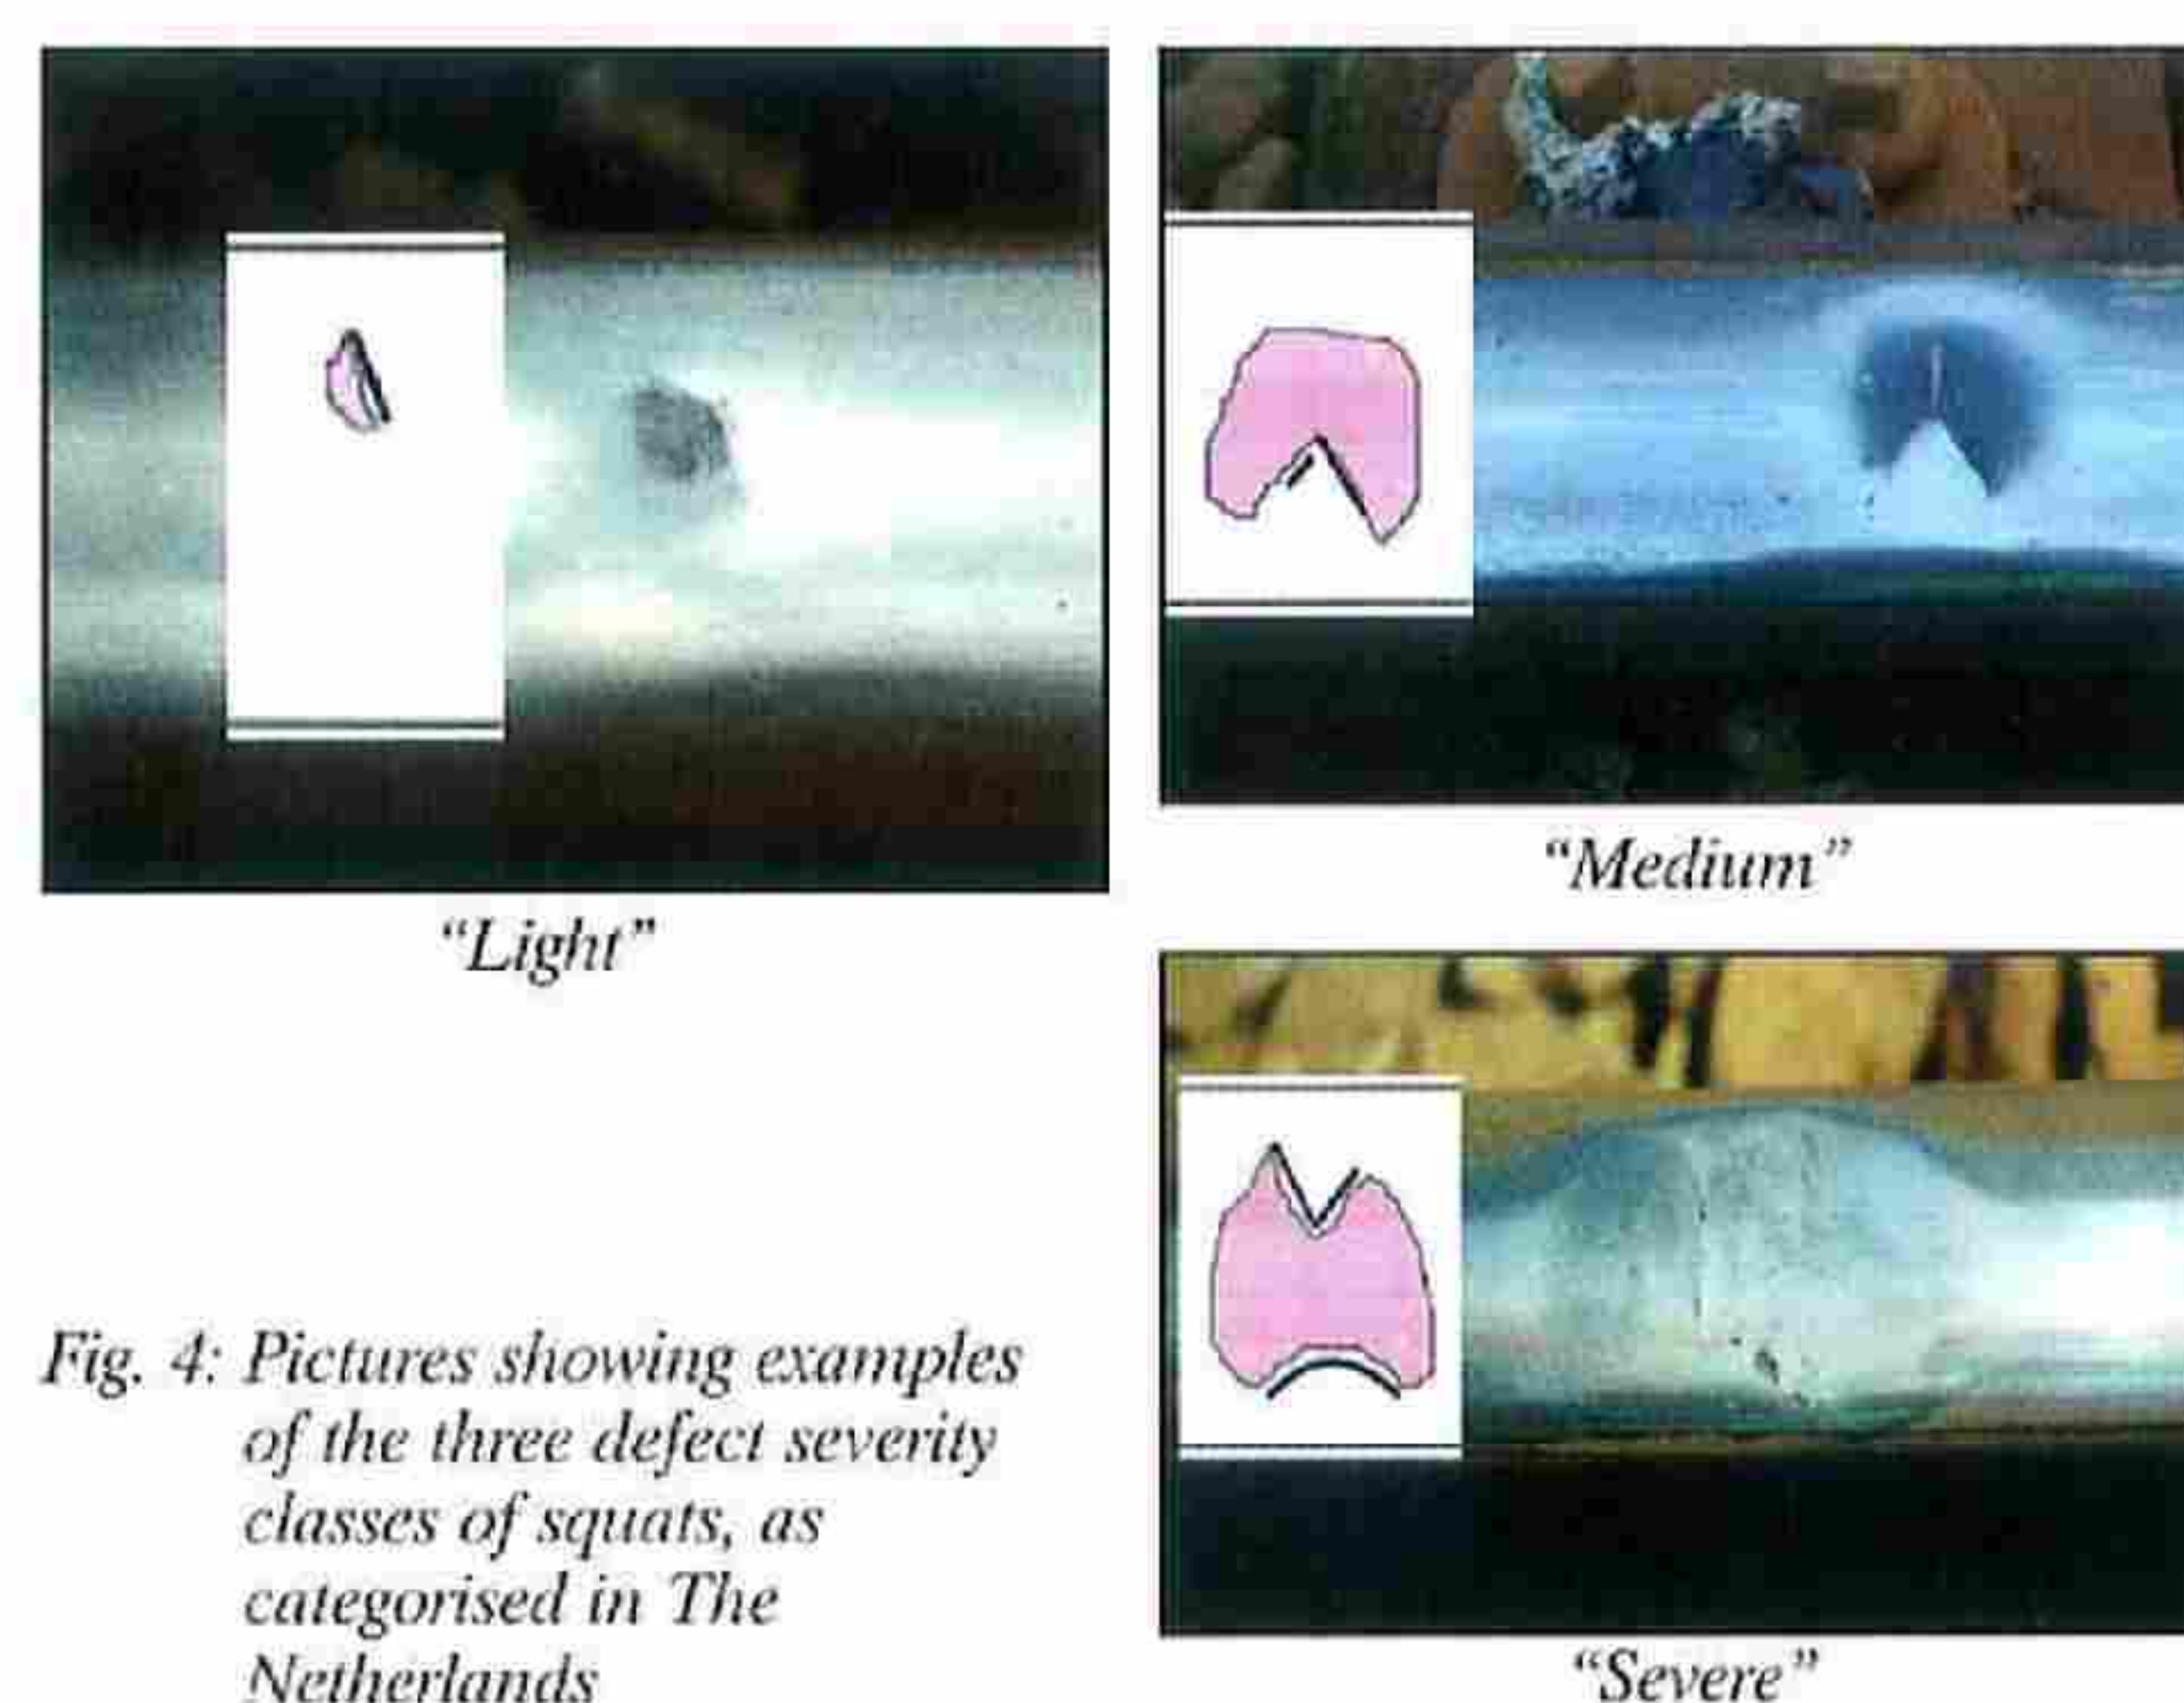 “Light”
“Medium”
“Severe”
Fig. 4: Pictures showing examples
of the three defect severity
classes of squats, as
categorised in The
Netherlands